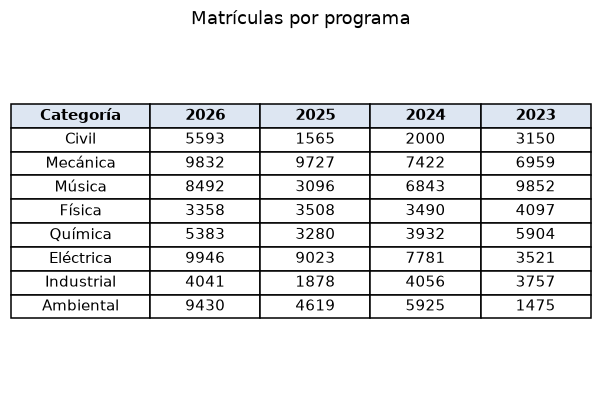 Matrículas por programa
Categoría 2026 2025 2024 2023
Civil 5593 1565 2000 3150
Mecánica 9832 9727 7422 6959
Música 8492 3096 6843 9852
Física 3358 3508 3490 4097
Química 5383 3280 3932 5904
Eléctrica 9946 9023 7781 3521
Industrial 4041 1878 4056 3757
Ambiental 9430 4619 5925 1475